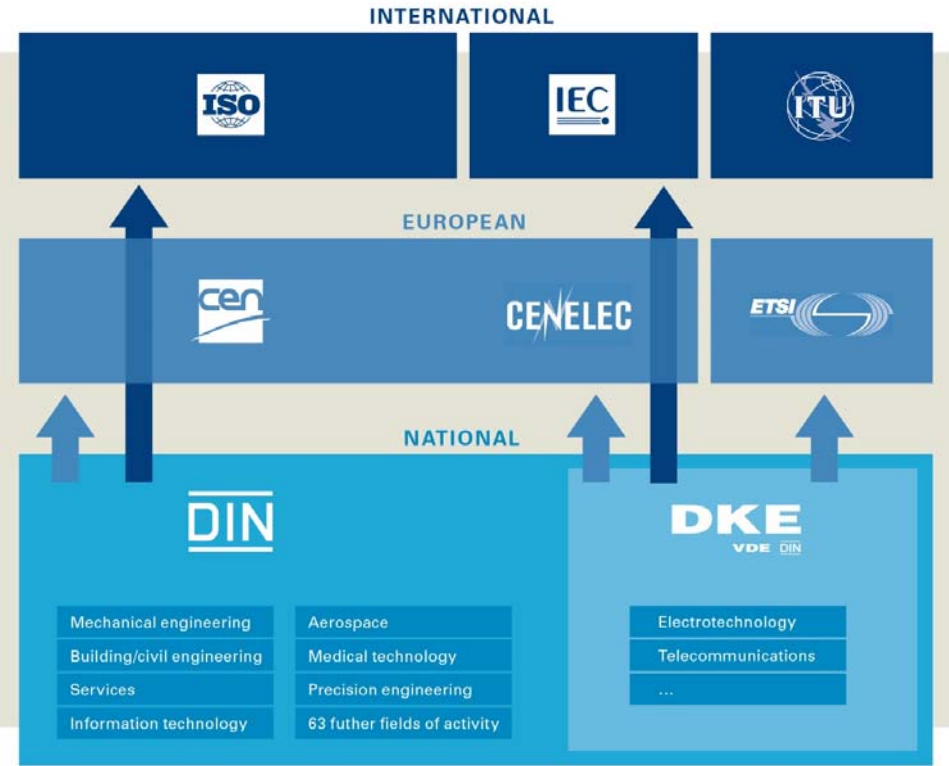 INTERNATIONAL
ISO
IEC
ITU
EUROPEAN
cen
CENELEC
ETSI
NATIONAL
DIN
DKE
VDE DIN
Mechanical engineering
Building/civil engineering
Services
Information technology
Aerospace
Medical technology
Precision engineering
63 futher fields of activity
Electrotechnology
Telecommunications
...